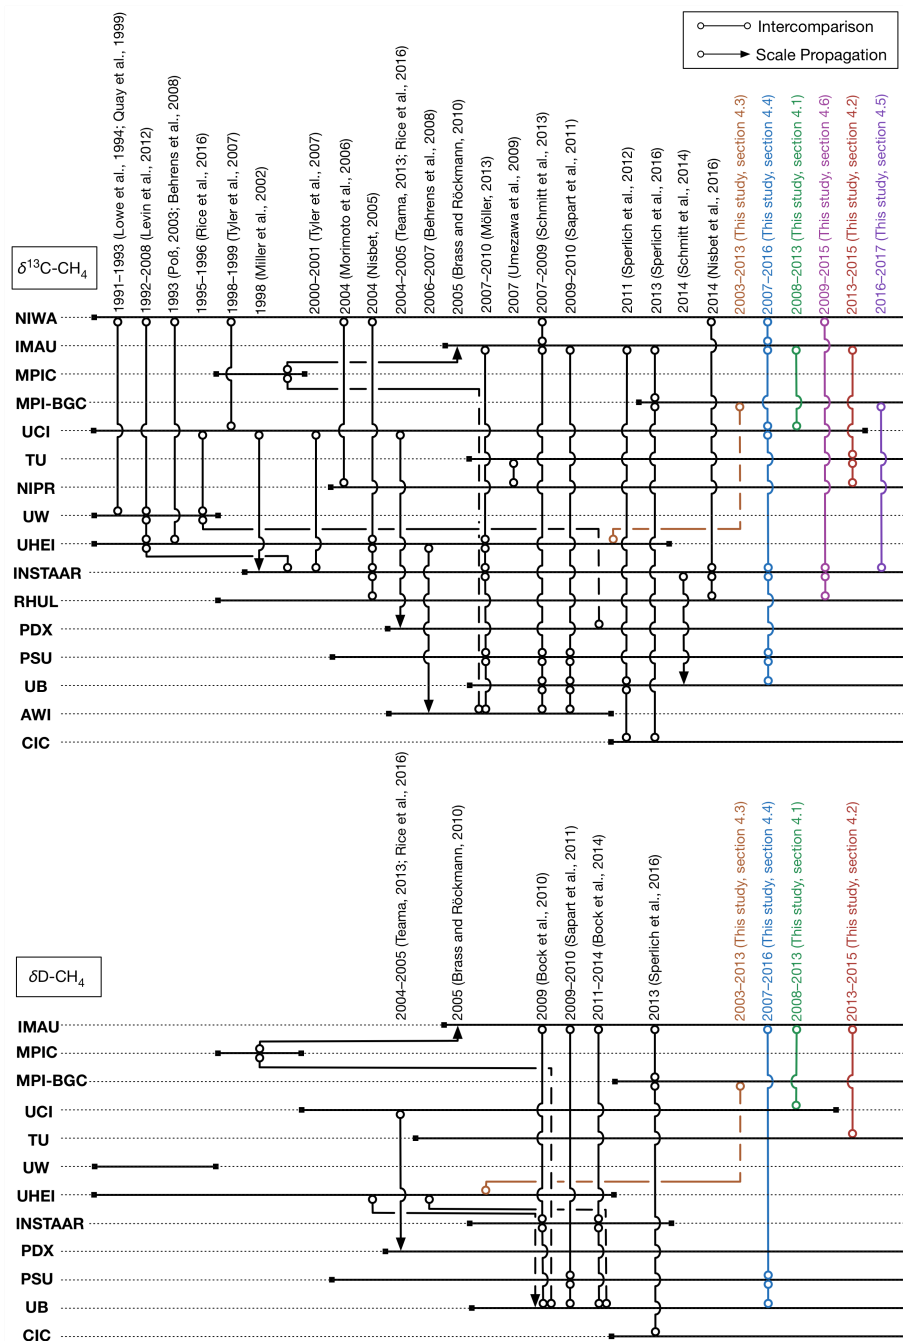 Intercomparison
Scale Propagation
δ13C-CH4
1991–1993 (Lowe et al., 1994; Quay et al., 1999)
1992–2008 (Levin et al., 2012)
1993 (Poß, 2003; Behrens et al., 2008)
1995–1996 (Rice et al., 2016)
1998–1999 (Tyler et al., 2007)
1998 (Miller et al., 2002)
2000–2001 (Tyler et al., 2007)
2004 (Morimoto et al., 2006)
2004 (Nisbet, 2005)
2004–2005 (Teama, 2013; Rice et al., 2016)
2006–2007 (Behrens et al., 2008)
2005 (Brass and Röckmann, 2010)
2007–2010 (Möller, 2013)
2007 (Umezawa et al., 2009)
2007–2009 (Schmitt et al., 2013)
2009–2010 (Sapart et al., 2011)
2011 (Sperlich et al., 2012)
2013 (Sperlich et al., 2016)
2014 (Schmitt et al., 2014)
2014 (Nisbet et al., 2016)
2003–2013 (This study, section 4.3)
2007–2016 (This study, section 4.4)
2008–2013 (This study, section 4.1)
2009–2015 (This study, section 4.6)
2013–2015 (This study, section 4.2)
2016–2017 (This study, section 4.5)
NIWA
IMAU
MPIC
MPI-BGC
UCI
TU
NIPR
UW
UHEI
INSTAAR
RHUL
PDX
PSU
UB
AWI
CIC
δD-CH4
2004–2005 (Teama, 2013; Rice et al., 2016)
2005 (Brass and Röckmann, 2010)
2009 (Bock et al., 2010)
2009–2010 (Sapart et al., 2011)
2011–2014 (Bock et al., 2014)
2013 (Sperlich et al., 2016)
2003–2013 (This study, section 4.3)
2007–2016 (This study, section 4.4)
2008–2013 (This study, section 4.1)
2013–2015 (This study, section 4.2)
IMAU
MPIC
MPI-BGC
UCI
TU
UW
UHEI
INSTAAR
PDX
PSU
UB
CIC